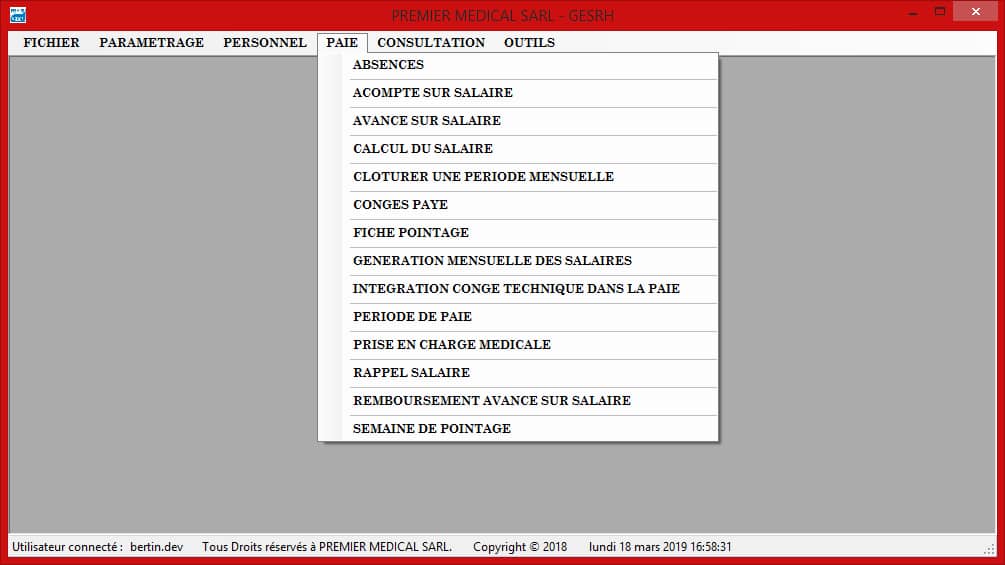 PREMIER MEDICAL SARL - GESRH
FICHIER PARAMETRAGE PERSONNEL PAIE CONSULTATION OUTILS
ABSENCES
ACOMPTE SUR SALAIRE
AVANCE SUR SALAIRE
CALCUL DU SALAIRE
CLOTURER UNE PERIODE MENSUELLE
CONGES PAYE
FICHE POINTAGE
GENERATION MENSUELLE DES SALAIRES
INTEGRATION CONGE TECHNIQUE DANS LA PAIE
PERIODE DE PAIE
PRISE EN CHARGE MEDICALE
RAPPEL SALAIRE
REMBOURSEMENT AVANCE SUR SALAIRE
SEMAINE DE POINTAGE
Utilisateur connecté : bertin.dev Tous Droits réservés à PREMIER MEDICAL SARL. Copyright © 2018 lundi 18 mars 2019 16:58:31